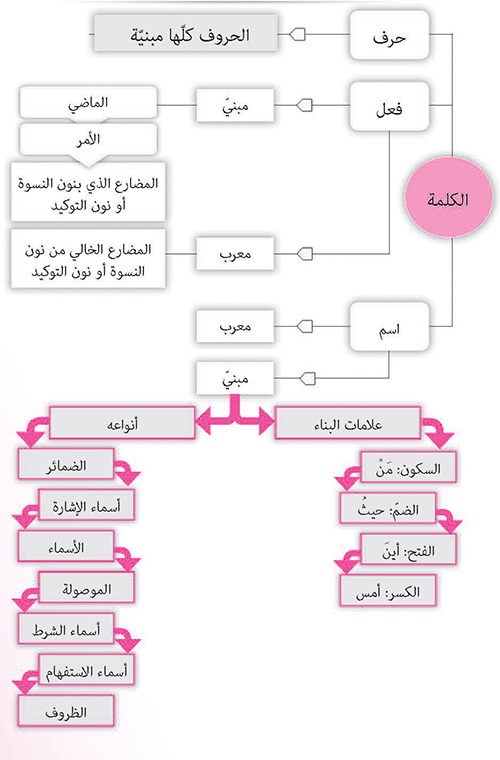 حرف
الحروف كلّها مبنيّة
فعل
مبنيّ
الماضي
الأمر
المضارع الذي بنون النسوة
أو نون التوكيد
الكلمة
معرب
المضارع الخالي من نون
النسوة أو نون التوكيد
اسم
معرب
مبنيّ
علامات البناء
السكون: مَنْ
الضمّ: حيثُ
الفتح: أينَ
الكسر: أمس
أنواعه
الضمائر
أسماء الإشارة
الأسماء
الموصولة
أسماء الشرط
أسماء الاستفهام
الظروف